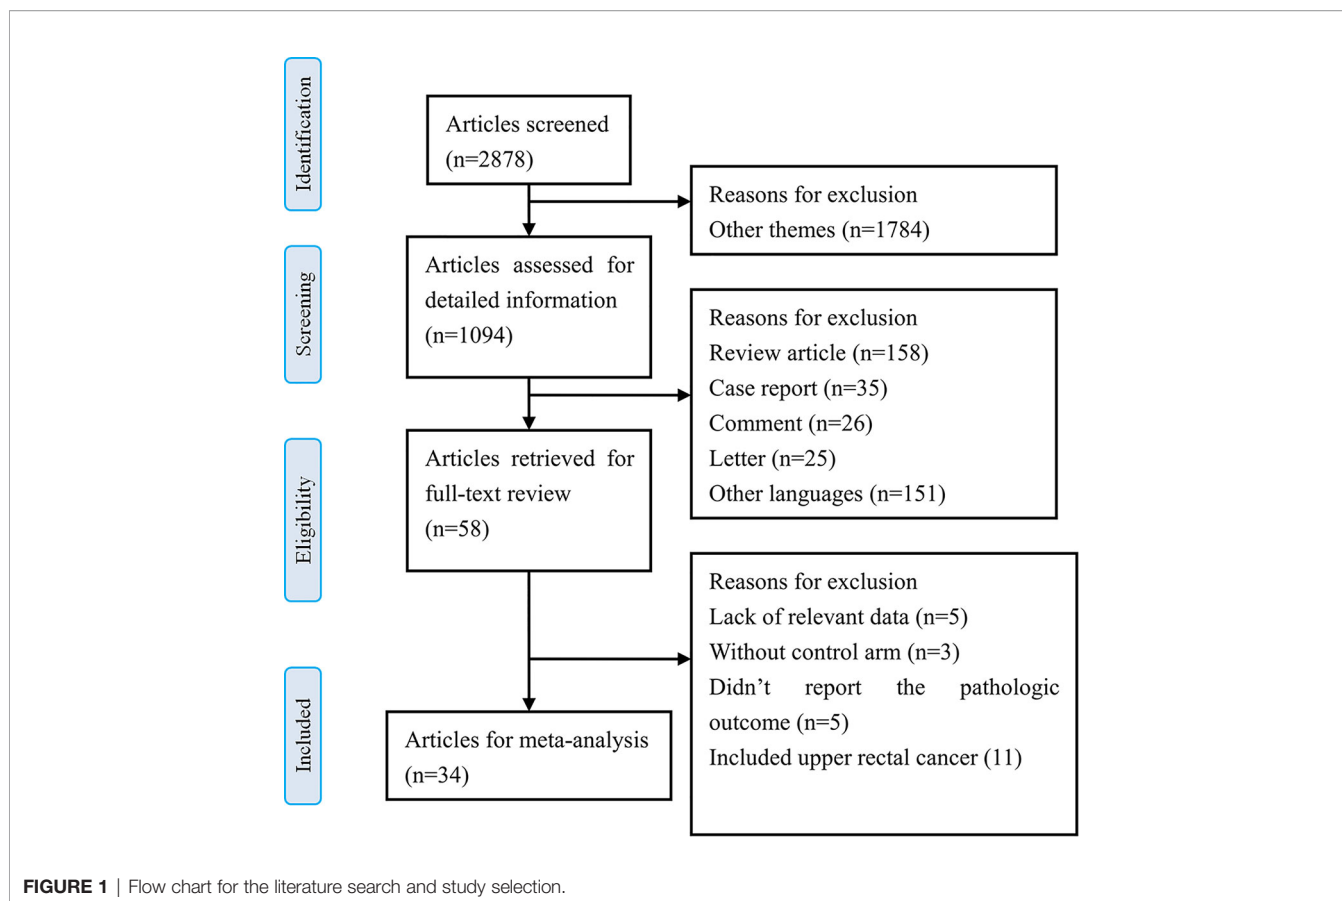 Identification
Articles screened
(n=2878)
Reasons for exclusion
Other themes (n=1784)
Screening
Articles assessed for
detailed information
(n=1094)
Reasons for exclusion
Review article (n=158)
Case report (n=35)
Comment (n=26)
Letter (n=25)
Other languages (n=151)
Eligibility
Articles retrieved for
full-text review
(n=58)
Reasons for exclusion
Lack of relevant data (n=5)
Without control arm (n=3)
Didn’t report the pathologic
outcome (n=5)
Included upper rectal cancer (11)
Included
Articles for meta-analysis
(n=34)
FIGURE 1 | Flow chart for the literature search and study selection.